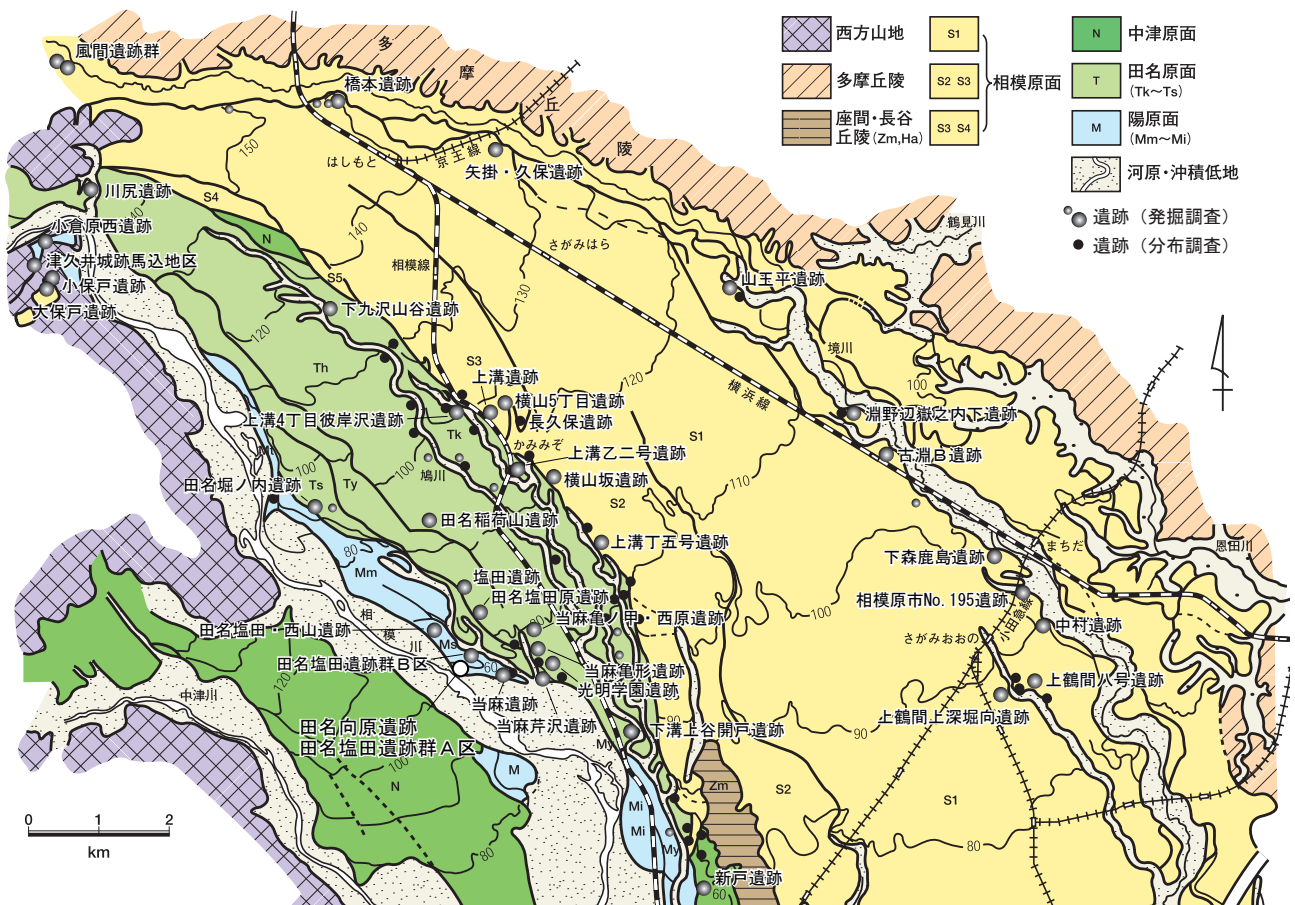 風間遺跡群
橋本遺跡
多
摩
丘
陵
西方山地
多摩丘陵
座間・長谷
丘陵(Zm,Ha)
S1
S2 S3
S3 S4
相模原面
N
中津原面
T
田名原面
(Tk~Ts)
M
陽原面
(Mm~Mi)
河原・沖積低地
遺跡（発掘調査）
遺跡（分布調査）
150
はしもと
京王線
矢掛・久保遺跡
川尻遺跡
S4
140
小倉原西遺跡
N
140
さがみはら
鶴見川
津久井城跡馬込地区
S5
相模線
小保戸遺跡
130
山王平遺跡
大保戸遺跡
下九沢山谷遺跡
120
境川
Th
S3
上溝遺跡
120
横浜線
100
横山5丁目遺跡
上溝4丁目彼岸沢遺跡
長久保遺跡
淵野辺嶽之内下遺跡
Tk
かみみぞ
S1
上溝乙二号遺跡
古淵B遺跡
100
100
鳩川
横山坂遺跡
110
田名堀ノ内遺跡
Ts
Ty
S2
田名稲荷山遺跡
上溝丁五号遺跡
80
まちだ
恩田川
下森鹿島遺跡
Mm
塩田遺跡
田名塩田原遺跡
相模原市No.195遺跡
相
模
川
当麻亀ノ甲・西原遺跡
100
小田急線
中村遺跡
田名塩田・西山遺跡
さがみおおの
Ms
田名塩田遺跡群B区
60
当麻亀形遺跡
上鶴間八号遺跡
120
中津川
光明学園遺跡
当麻遺跡
上鶴間上深堀向遺跡
田名向原遺跡
当麻芹沢遺跡
90
下溝上谷開戸遺跡
90
田名塩田遺跡群A区
My
100
M
N
Zm
S2
S1
Mi
Mi
0
1
2
km
My
80
80
新戸遺跡
60